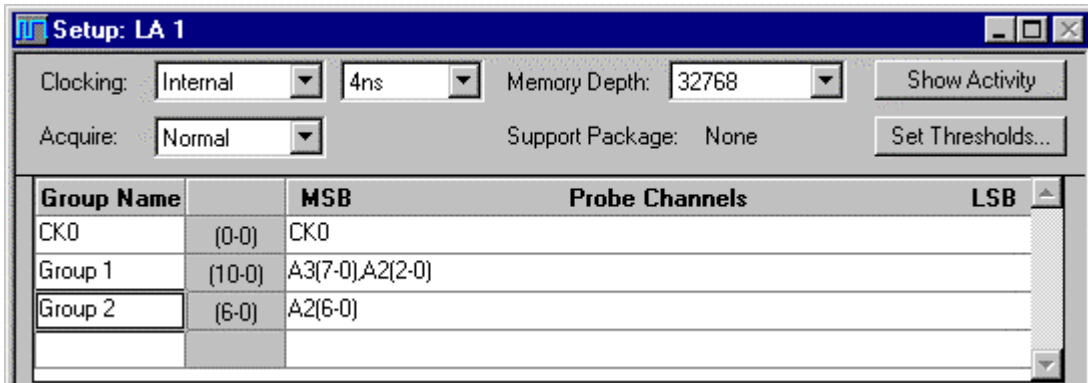 Setup: LA 1
Clocking: Internal 4ns Memory Depth: 32768 Show Activity
Acquire: Normal Support Package: None Set Thresholds...
Group Name MSB Probe Channels LSB
CK0 (0-0) CK0
Group 1 (10-0) A3(7-0),A2(2-0)
Group 2 (6-0) A2(6-0)